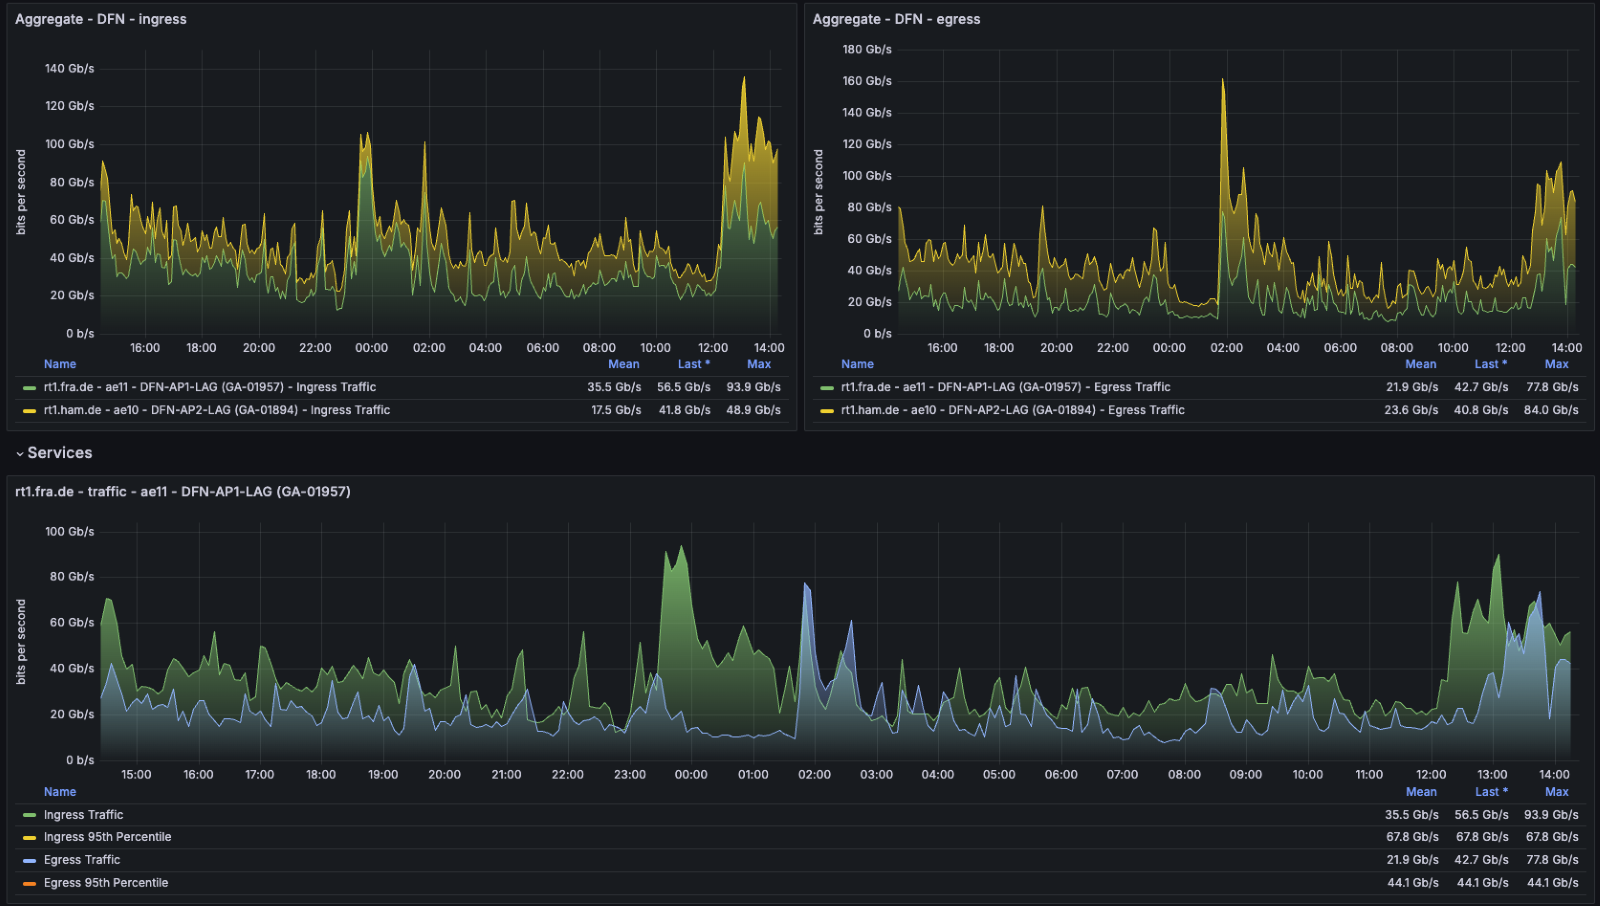 Aggregate - DFN - ingress
bits per second
140 Gb/s
120 Gb/s
100 Gb/s
80 Gb/s
60 Gb/s
40 Gb/s
20 Gb/s
0 b/s
16:00 18:00 20:00 22:00 00:00 02:00 04:00 06:00 08:00 10:00 12:00 14:00
Name Mean Last * Max
rt1.fra.de - ae11 - DFN-AP1-LAG (GA-01957) - Ingress Traffic 35.5 Gb/s 56.5 Gb/s 93.9 Gb/s
rt1.ham.de - ae10 - DFN-AP2-LAG (GA-01894) - Ingress Traffic 17.5 Gb/s 41.8 Gb/s 48.9 Gb/s
Aggregate - DFN - egress
bits per second
180 Gb/s
160 Gb/s
140 Gb/s
120 Gb/s
100 Gb/s
80 Gb/s
60 Gb/s
40 Gb/s
20 Gb/s
0 b/s
16:00 18:00 20:00 22:00 00:00 02:00 04:00 06:00 08:00 10:00 12:00 14:00
Name Mean Last * Max
rt1.fra.de - ae11 - DFN-AP1-LAG (GA-01957) - Egress Traffic 21.9 Gb/s 42.7 Gb/s 77.8 Gb/s
rt1.ham.de - ae10 - DFN-AP2-LAG (GA-01894) - Egress Traffic 23.6 Gb/s 40.8 Gb/s 84.0 Gb/s
Services
rt1.fra.de - traffic - ae11 - DFN-AP1-LAG (GA-01957)
bits per second
100 Gb/s
80 Gb/s
60 Gb/s
40 Gb/s
20 Gb/s
0 b/s
15:00 16:00 17:00 18:00 19:00 20:00 21:00 22:00 23:00 00:00 01:00 02:00 03:00 04:00 05:00 06:00 07:00 08:00 09:00 10:00 11:00 12:00 13:00 14:00
Name Mean Last * Max
Ingress Traffic 35.5 Gb/s 56.5 Gb/s 93.9 Gb/s
Ingress 95th Percentile 67.8 Gb/s 67.8 Gb/s 67.8 Gb/s
Egress Traffic 21.9 Gb/s 42.7 Gb/s 77.8 Gb/s
Egress 95th Percentile 44.1 Gb/s 44.1 Gb/s 44.1 Gb/s